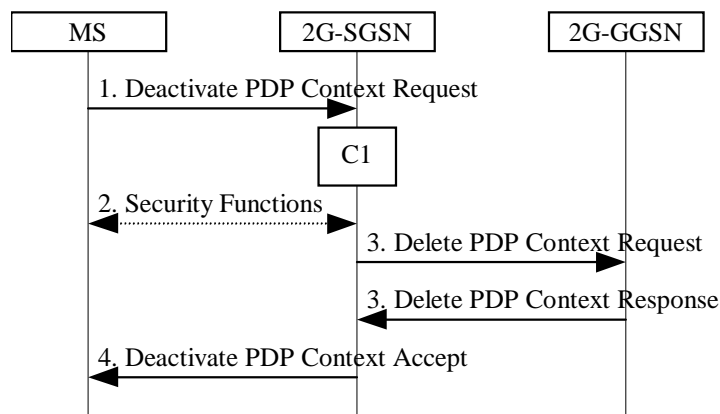 MS
2G-SGSN
2G-GGSN
1. Deactivate PDP Context Request
C1
2. Security Functions
3. Delete PDP Context Request
3. Delete PDP Context Response
4. Deactivate PDP Context Accept